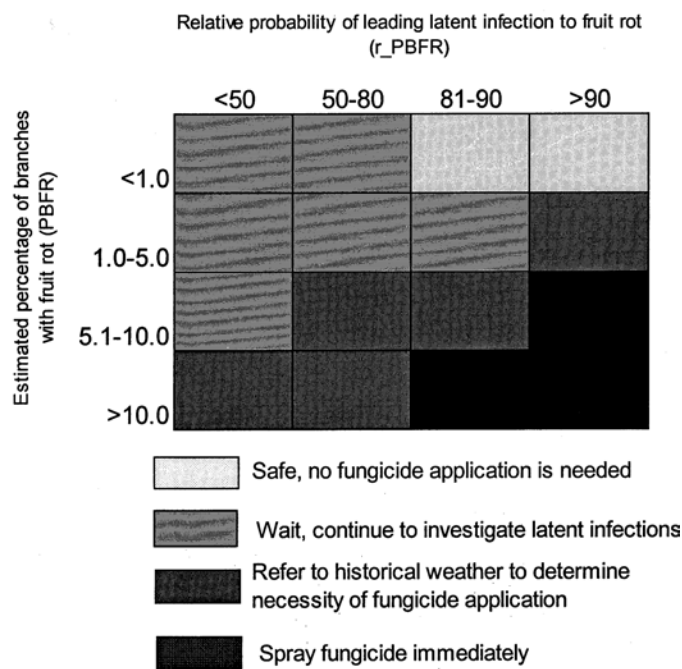 Relative probability of leading latent infection to fruit rot
(r_PBFR)
<50 50-80 81-90 >90
Estimated percentage of branches
with fruit rot (PBFR)
<1.0
1.0-5.0
5.1-10.0
>10.0
Safe, no fungicide application is needed
Wait, continue to investigate latent infections
Refer to historical weather to determine
necessity of fungicide application
Spray fungicide immediately